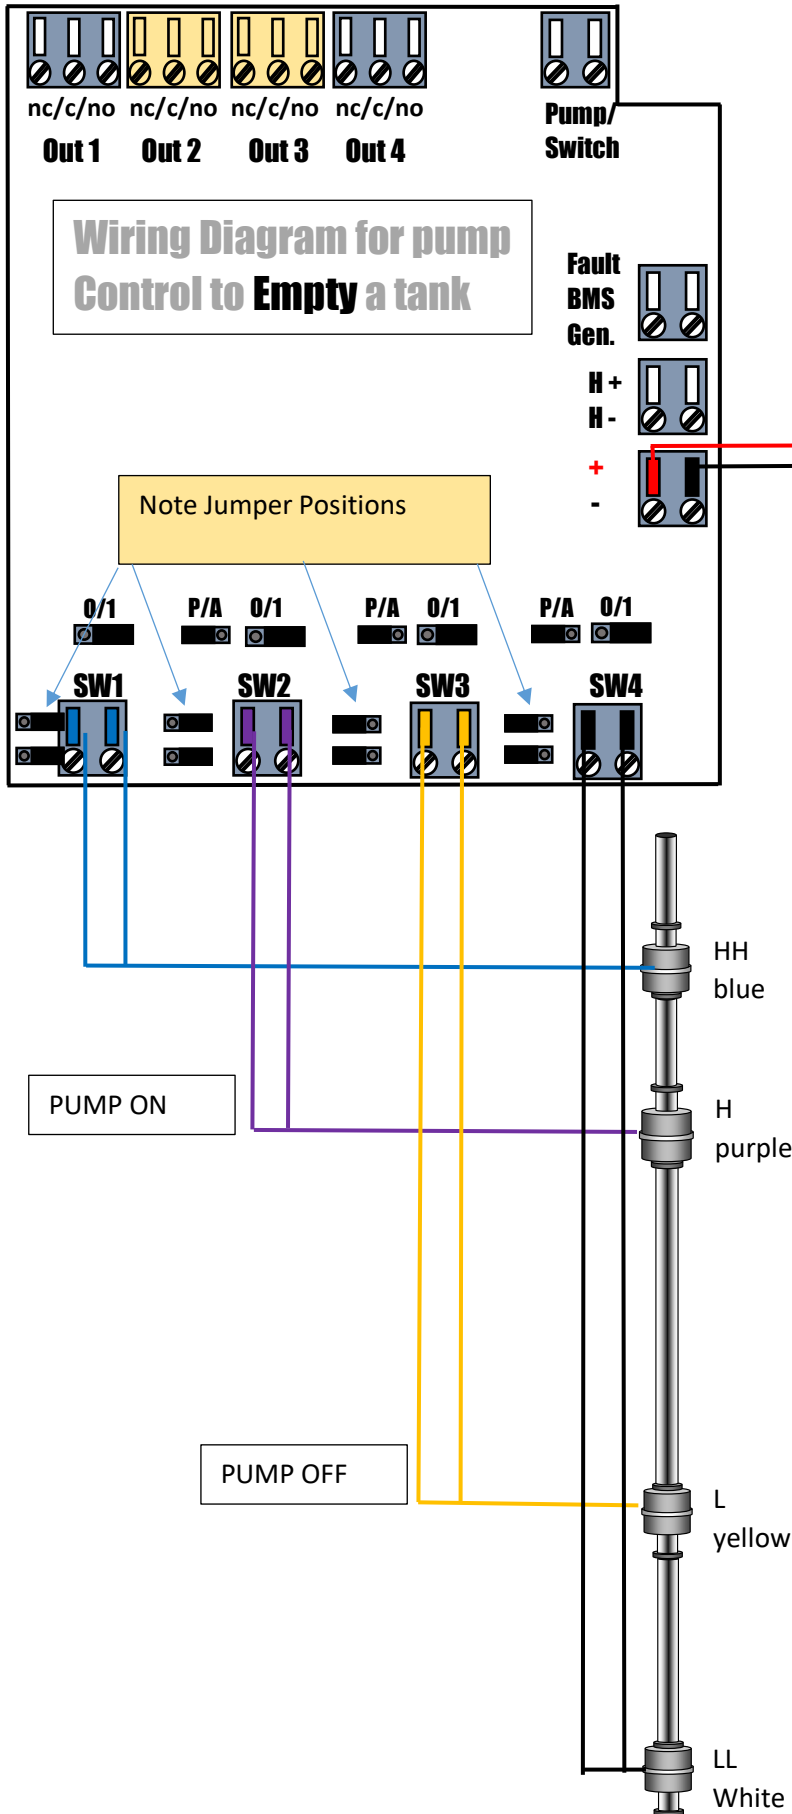 nc/c/no nc/c/no nc/c/no nc/c/no
Out 1 Out 2 Out 3 Out 4
Pump/
Switch
Wiring Diagram for pump
Control to Empty a tank
Fault
BMS
Gen.
H +
H -
+
-
Note Jumper Positions
0/1 P/A 0/1 P/A 0/1 P/A 0/1
SW1 SW2 SW3 SW4
HH
blue
PUMP ON
H
purple
PUMP OFF
L
yellow
LL
White